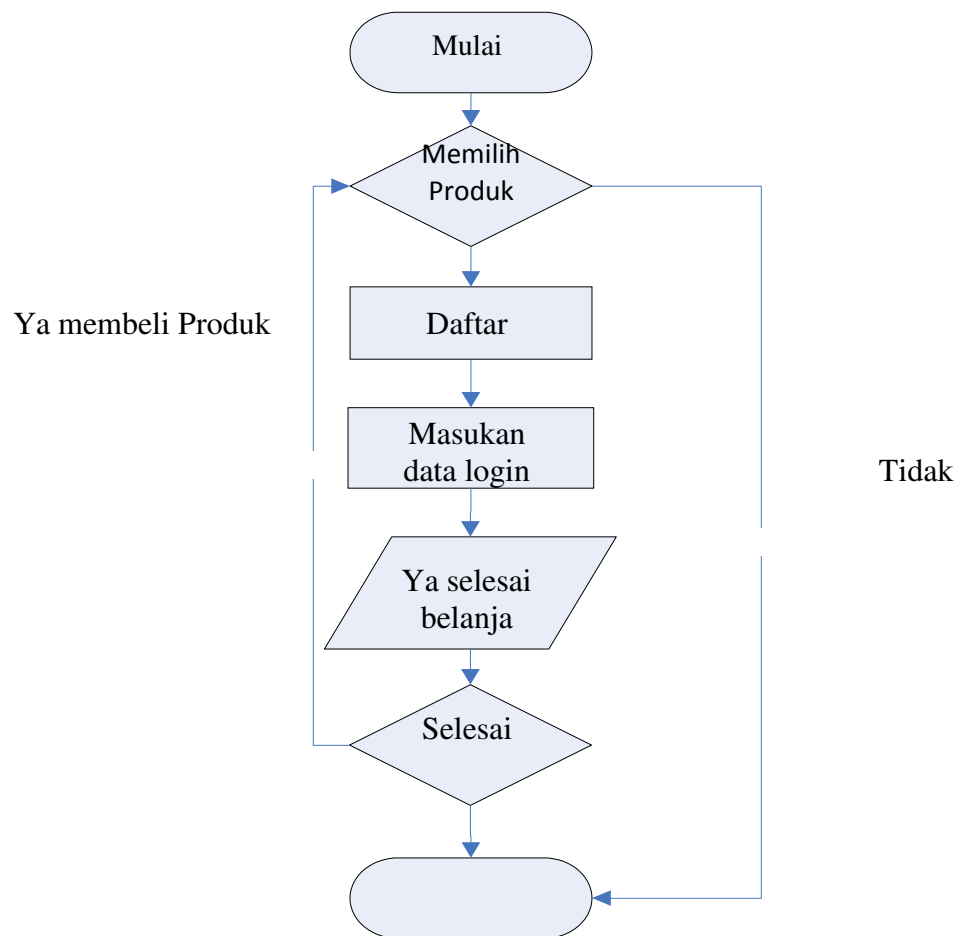 Mulai
Memilih
Produk
Ya membeli Produk
Daftar
Masukan
data login
Tidak
Ya selesai
belanja
Selesai